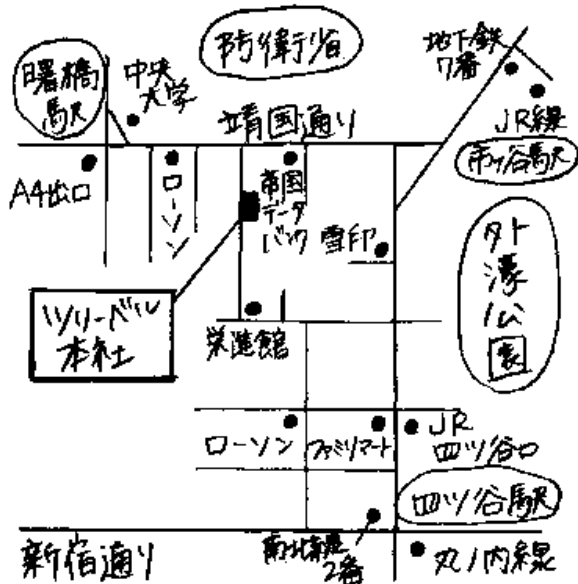 防衛省
地下鉄
7番
曙橋
駅
中央
大学
靖国通り
JR線
市ヶ谷駅
A4出口
ローソン
帝国
データ
バンク
雪印
外濠公園
ツリーベル
本社
栄進館
ローソン
ファミリマート
JR
四ツ谷口
四ツ谷駅
新宿通り
南北線
2番
丸ノ内線